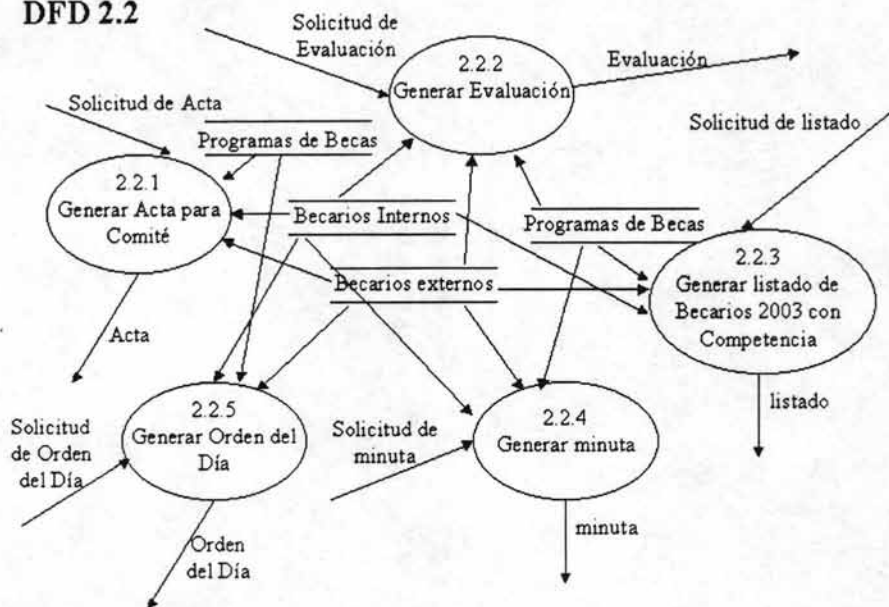 DFD 2.2
Solicitud de
Evaluación
2.2.2
Generar Evaluación
Evaluación
Solicitud de Acta
Programas de Becas
Solicitud de listado
2.2.1
Generar Acta para
Comité
Becarios Internos
Programas de Becas
2.2.3
Generar listado de
Becarios 2003 con
Competencia
Becarios externos
Acta
listado
2.2.5
Generar Orden del
Día
Solicitud
de Orden
del Día
Solicitud de
minuta
2.2.4
Generar minuta
Orden
del Día
minuta